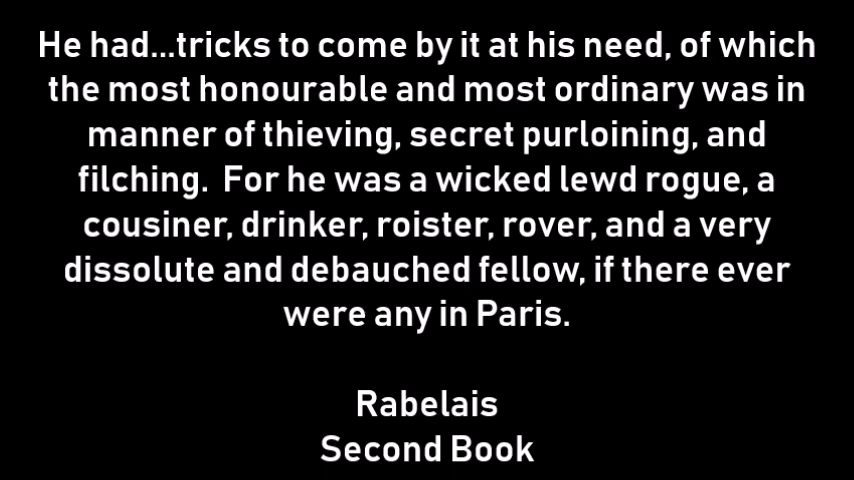 He had...tricks to come by it at his need, of which
the most honourable and most ordinary was in
manner of thieving, secret purloining, and
filching.  For he was a wicked lewd rogue, a
cousiner, drinker, roister, rover, and a very
dissolute and debauched fellow, if there ever
were any in Paris.
Rabelais
Second Book